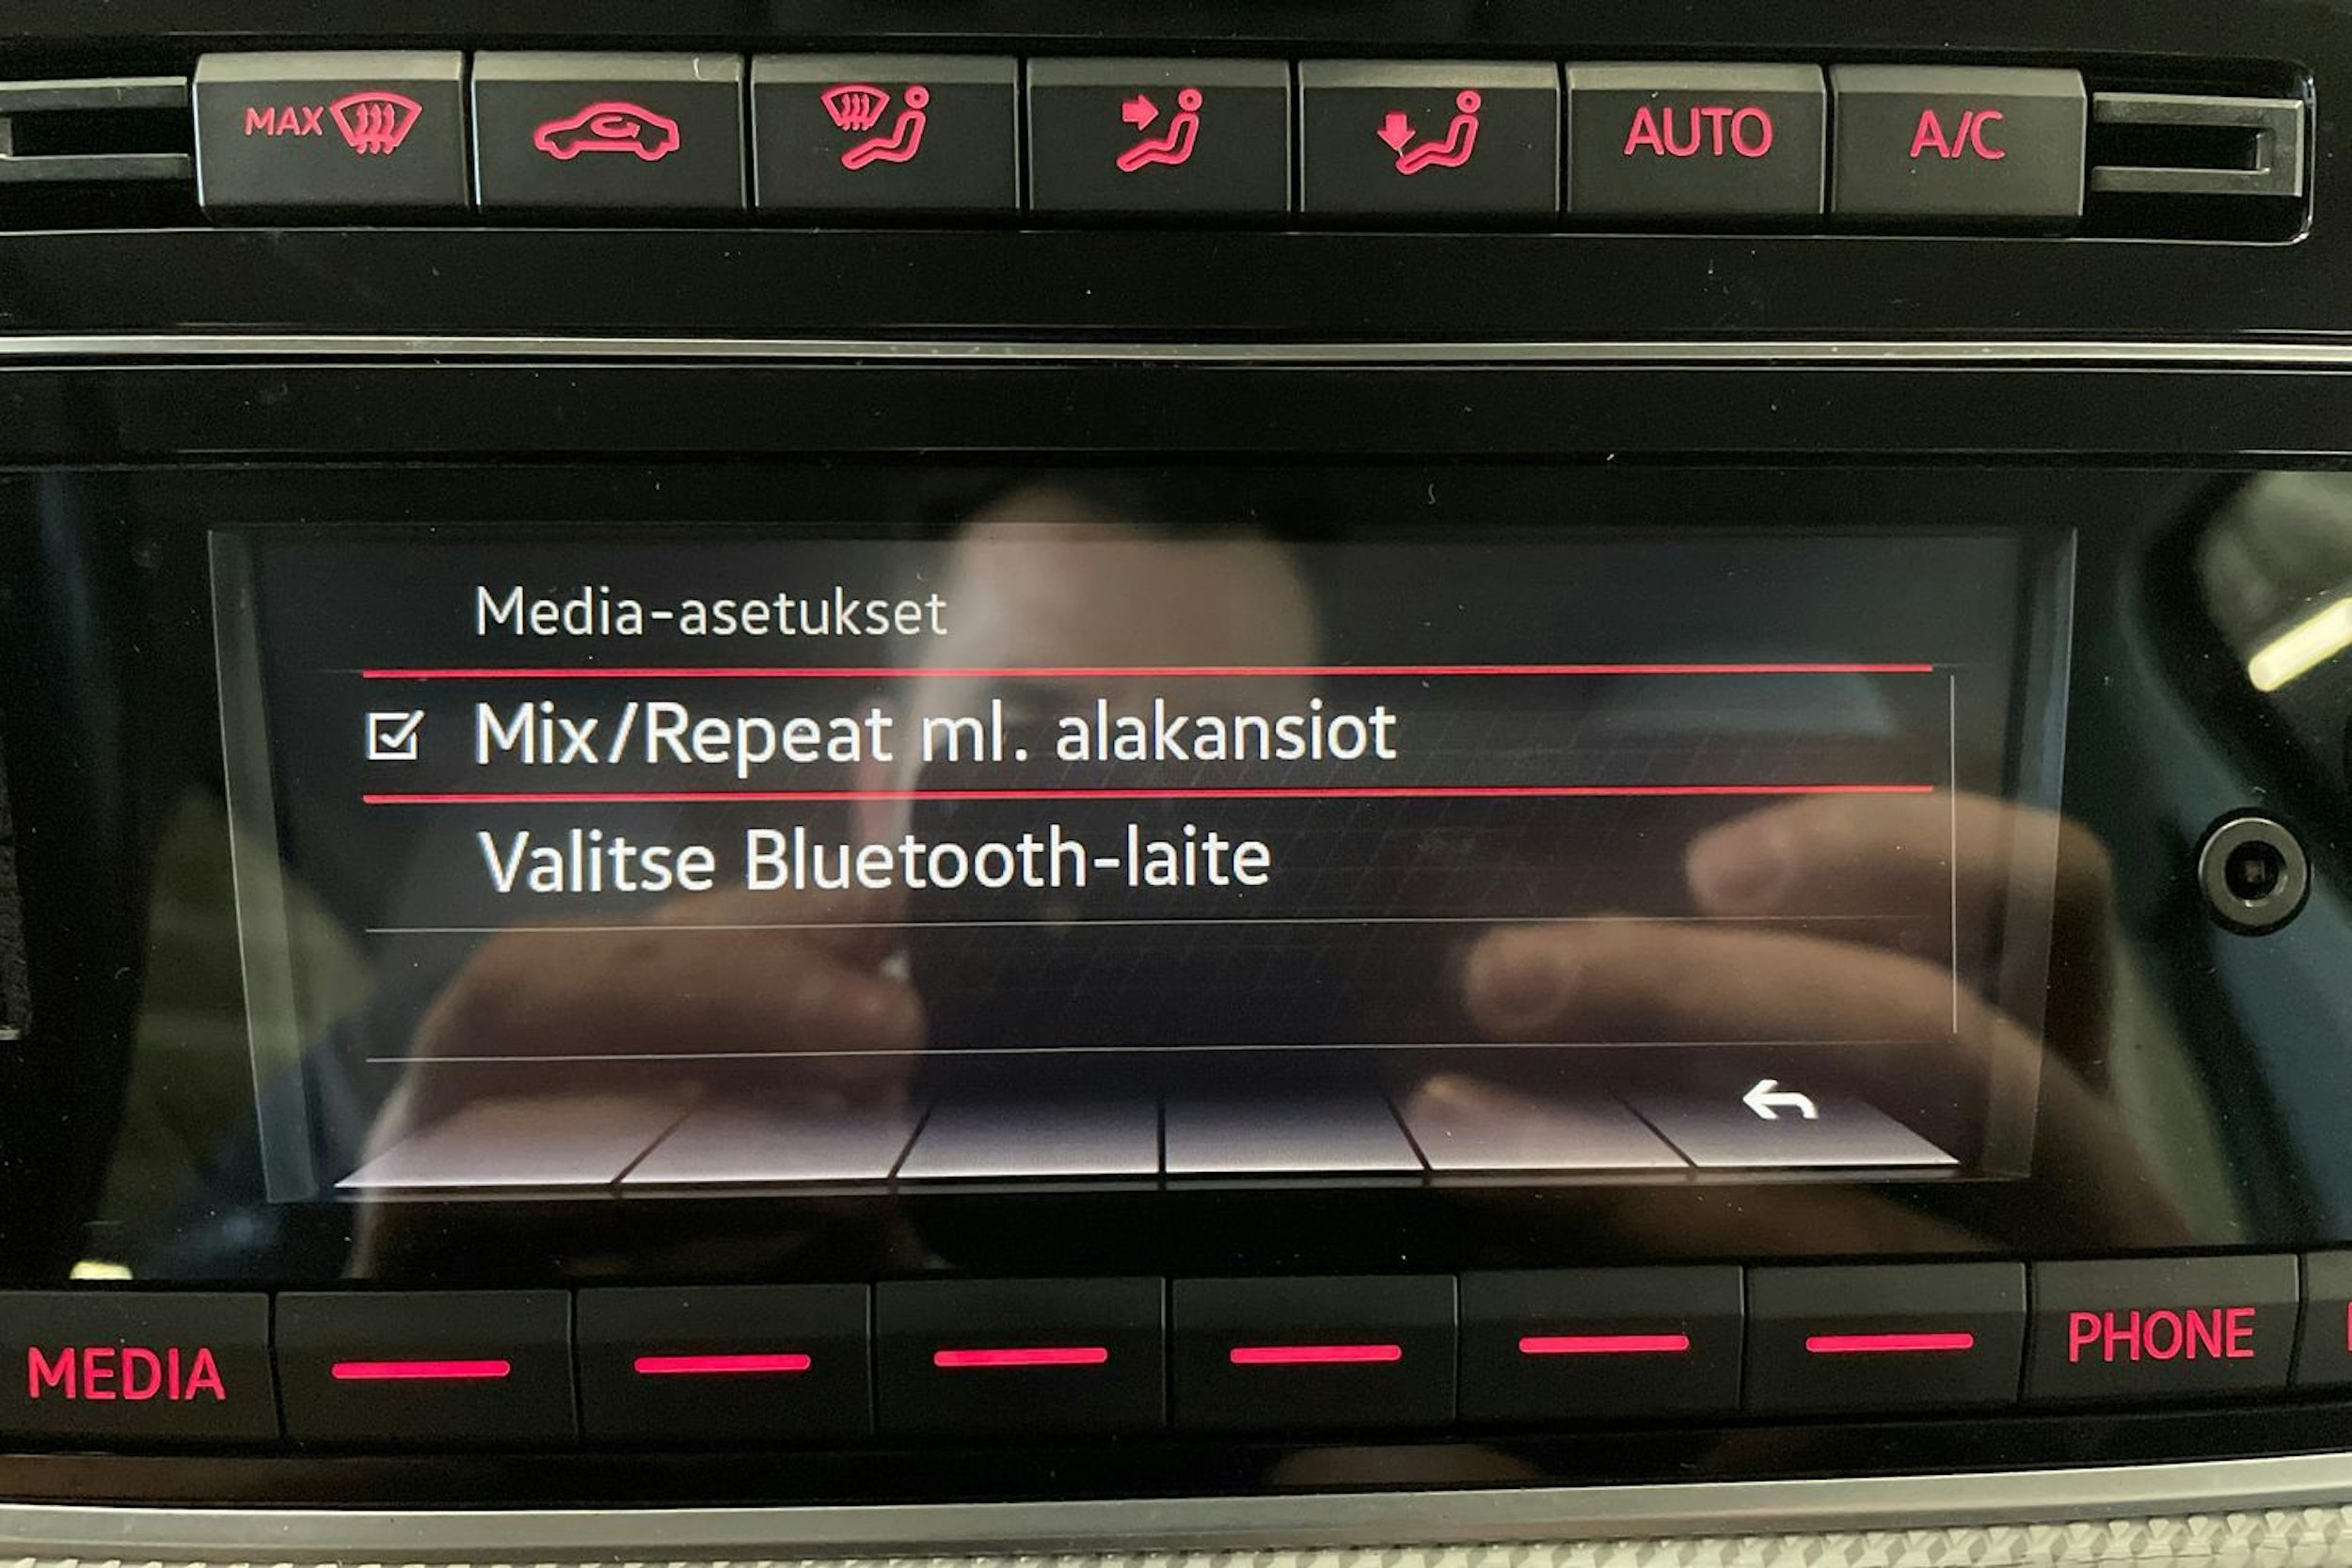 MAX AUTO A/C
Media-asetukset
Mix/Repeat ml. alakansiot
Valitse Bluetooth-laite
MEDIA PHONE